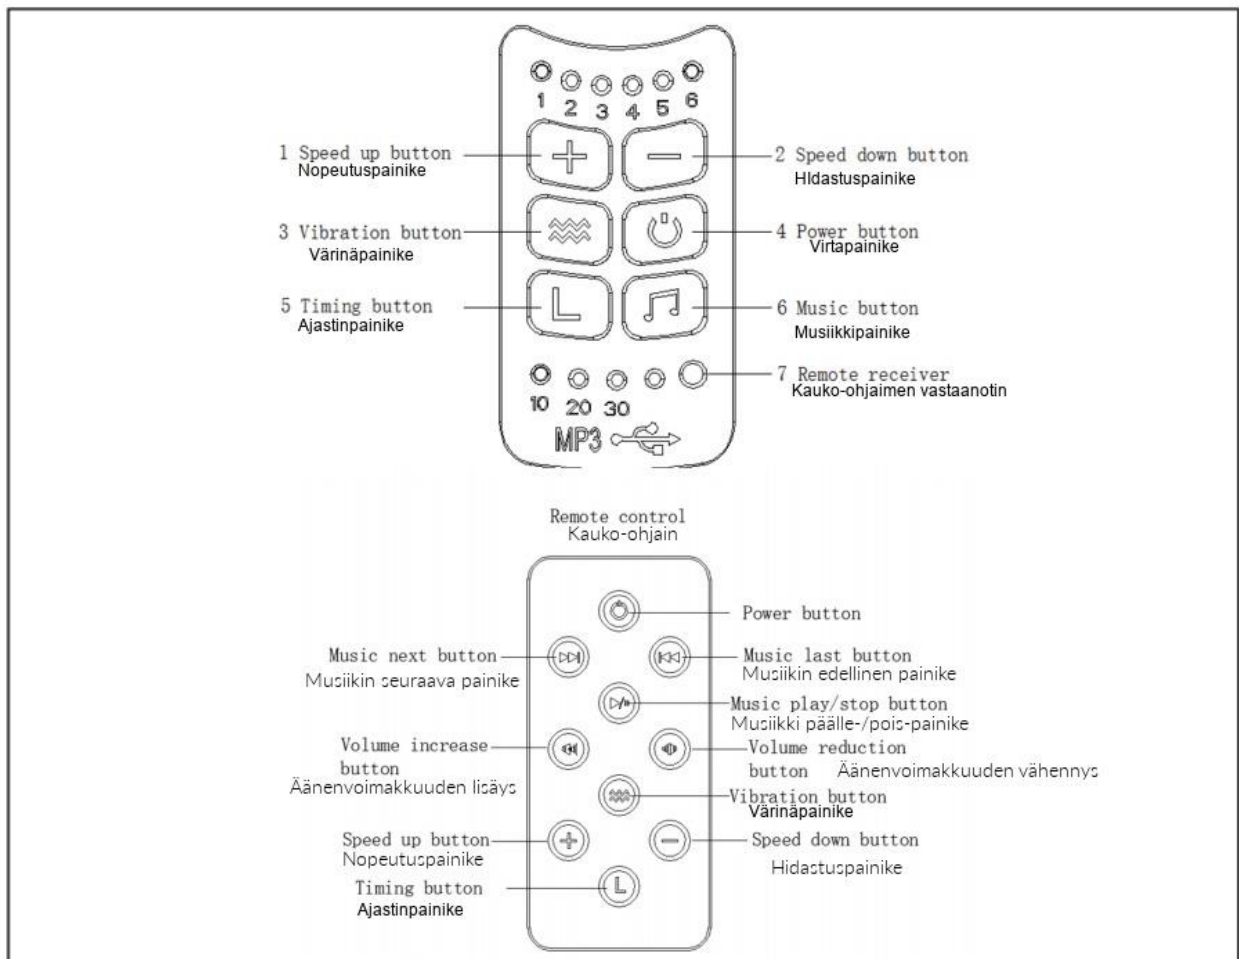 1 2 3 4 5 6
1 Speed up button
Nopeutuspainike
2 Speed down button
HIdastuspainike
3 Vibration button
Värinäpainike
4 Power button
Virtapainike
5 Timing button
Ajastinpainike
L
6 Music button
Musiikkipainike
7 Remote receiver
Kauko-ohjaimen vastaanotin
10 20 30
MP3
Remote control
Kauko-ohjain
Power button
Music next button
Musiikin seuraava painike
Music last button
Musiikin edellinen painike
Music play/stop button
Musiikki päälle-/pois-painike
Volume increase
button
Äänenvoimakkuuden lisäys
Volume reduction
button Äänenvoimakkuuden vähennys
Vibration button
Värinäpainike
Speed up button
Nopeutuspainike
Speed down button
Hidastuspainike
Timing button
Ajastinpainike
L